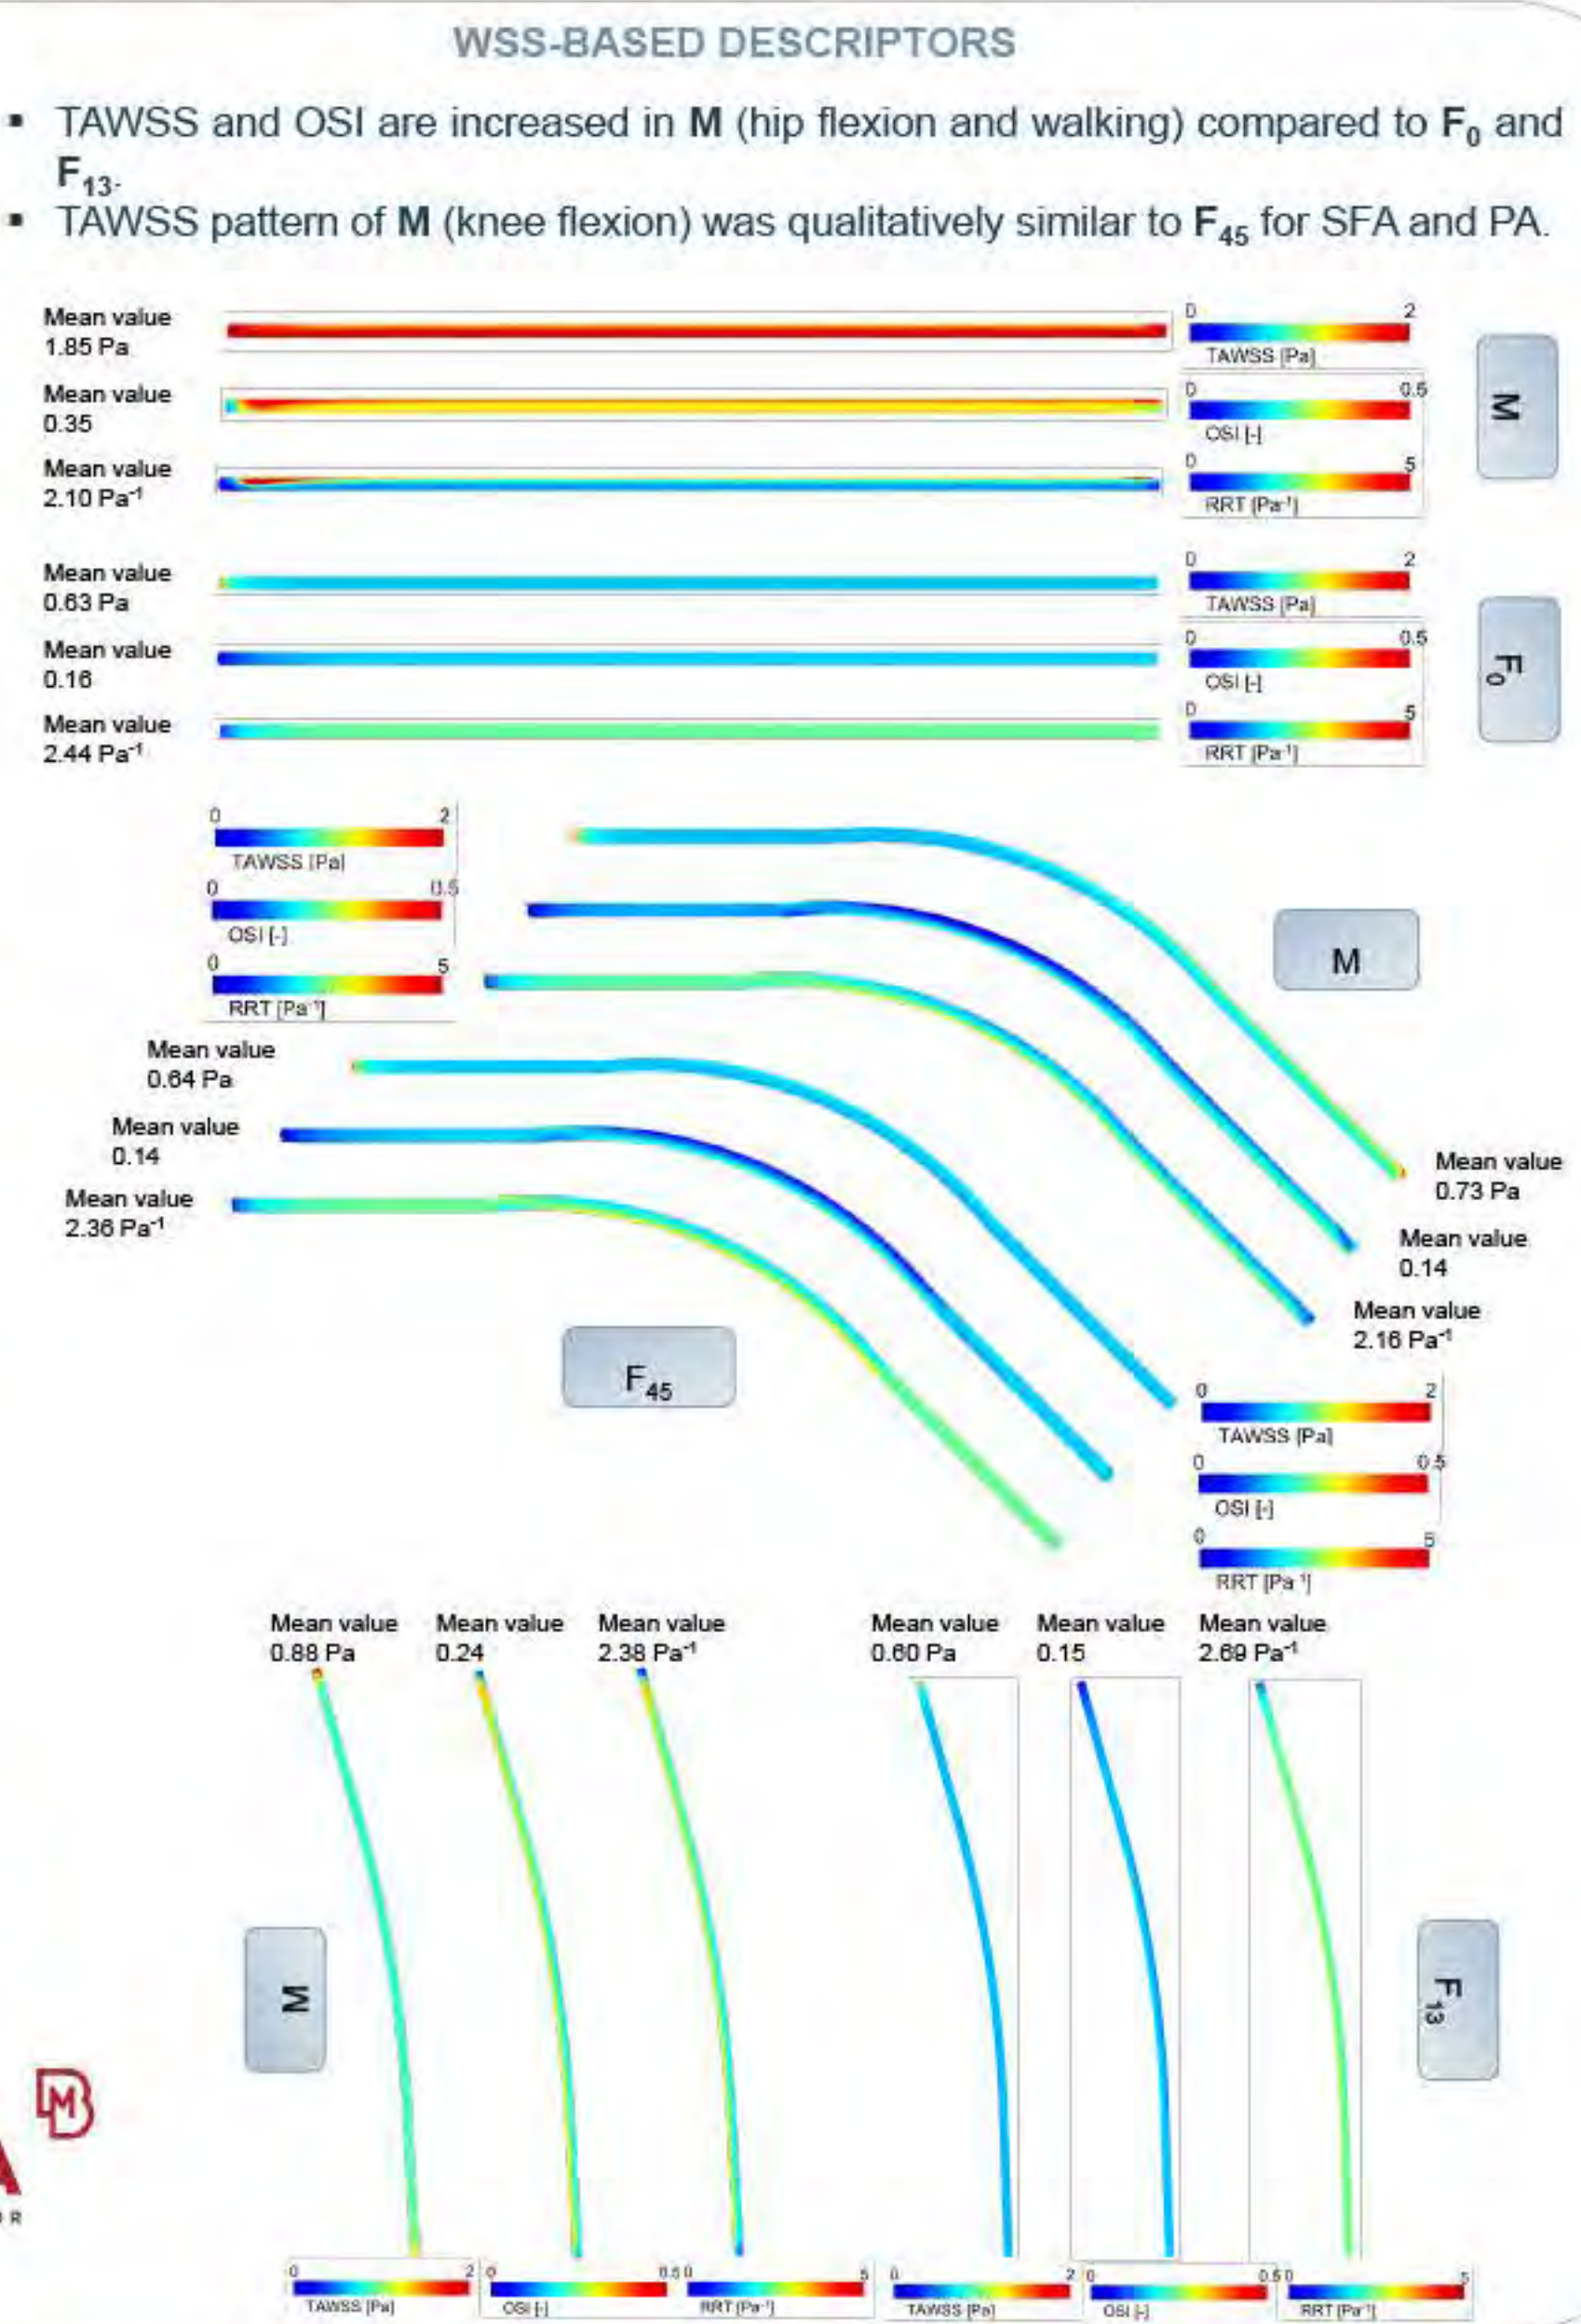 WSS-BASED DESCRIPTORS
▪ TAWSS and OSI are increased in M (hip flexion and walking) compared to F₀ and
F₁₃.
▪ TAWSS pattern of M (knee flexion) was qualitatively similar to F₄₅ for SFA and PA.
Mean value
1.85 Pa
0 2
TAWSS [Pa]
Mean value
0.35
0 0.5
OSI [-]
Mean value
2.10 Pa⁻¹
0 5
RRT [Pa⁻¹]
M
Mean value
0.63 Pa
0 2
TAWSS [Pa]
Mean value
0.16
0 0.5
OSI [-]
Mean value
2.44 Pa⁻¹
0 5
RRT [Pa⁻¹]
F₀
0 2
TAWSS [Pa]
0 0.5
OSI [-]
0 5
RRT [Pa⁻¹]
M
Mean value
0.64 Pa
Mean value
0.14
Mean value
2.36 Pa⁻¹
Mean value
0.73 Pa
Mean value
0.14
Mean value
2.16 Pa⁻¹
F₄₅
0 2
TAWSS [Pa]
0 0.5
OSI [-]
0 5
RRT [Pa⁻¹]
Mean value
0.88 Pa
Mean value
0.24
Mean value
2.38 Pa⁻¹
Mean value
0.60 Pa
Mean value
0.15
Mean value
2.69 Pa⁻¹
M
F₁₃
BM
A
R
0 2
TAWSS [Pa]
0 0.5
OSI [-]
0 5
RRT [Pa⁻¹]
0 2
TAWSS [Pa]
0 0.5
OSI [-]
0 5
RRT [Pa⁻¹]